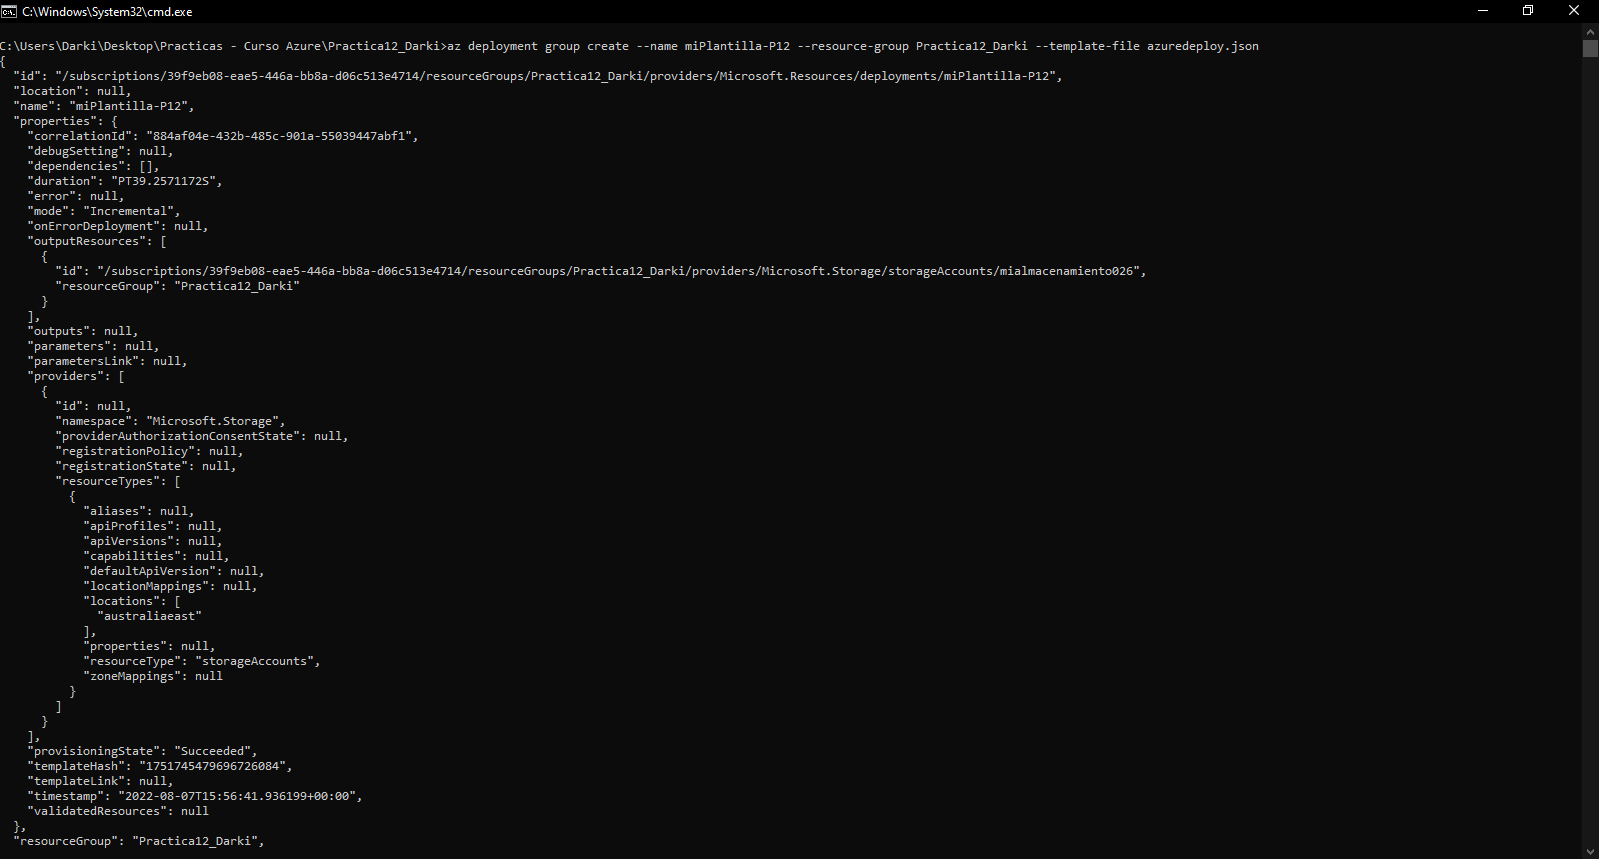 C:\Windows\System32\cmd.exe
C:\Users\Darki\Desktop\Practicas - Curso Azure\Practica12_Darki>az deployment group create --name miPlantilla-P12 --resource-group Practica12_Darki --template-file azuredeploy.json
{
  "id": "/subscriptions/39f9eb08-eae5-446a-bb8a-d06c513e4714/resourceGroups/Practica12_Darki/providers/Microsoft.Resources/deployments/miPlantilla-P12",
  "location": null,
  "name": "miPlantilla-P12",
  "properties": {
    "correlationId": "884af04e-432b-485c-901a-55039447abf1",
    "debugSetting": null,
    "dependencies": [],
    "duration": "PT39.2571172S",
    "error": null,
    "mode": "Incremental",
    "onErrorDeployment": null,
    "outputResources": [
      {
        "id": "/subscriptions/39f9eb08-eae5-446a-bb8a-d06c513e4714/resourceGroups/Practica12_Darki/providers/Microsoft.Storage/storageAccounts/mialmacenamiento026",
        "resourceGroup": "Practica12_Darki"
      }
    ],
    "outputs": null,
    "parameters": null,
    "parametersLink": null,
    "providers": [
      {
        "id": null,
        "namespace": "Microsoft.Storage",
        "providerAuthorizationConsentState": null,
        "registrationPolicy": null,
        "registrationState": null,
        "resourceTypes": [
          {
            "aliases": null,
            "apiProfiles": null,
            "apiVersions": null,
            "capabilities": null,
            "defaultApiVersion": null,
            "locationMappings": null,
            "locations": [
              "australiaeast"
            ],
            "properties": null,
            "resourceType": "storageAccounts",
            "zoneMappings": null
          }
        ]
      }
    ],
    "provisioningState": "Succeeded",
    "templateHash": "1751745479696726084",
    "templateLink": null,
    "timestamp": "2022-08-07T15:56:41.936199+00:00",
    "validatedResources": null
  },
  "resourceGroup": "Practica12_Darki",